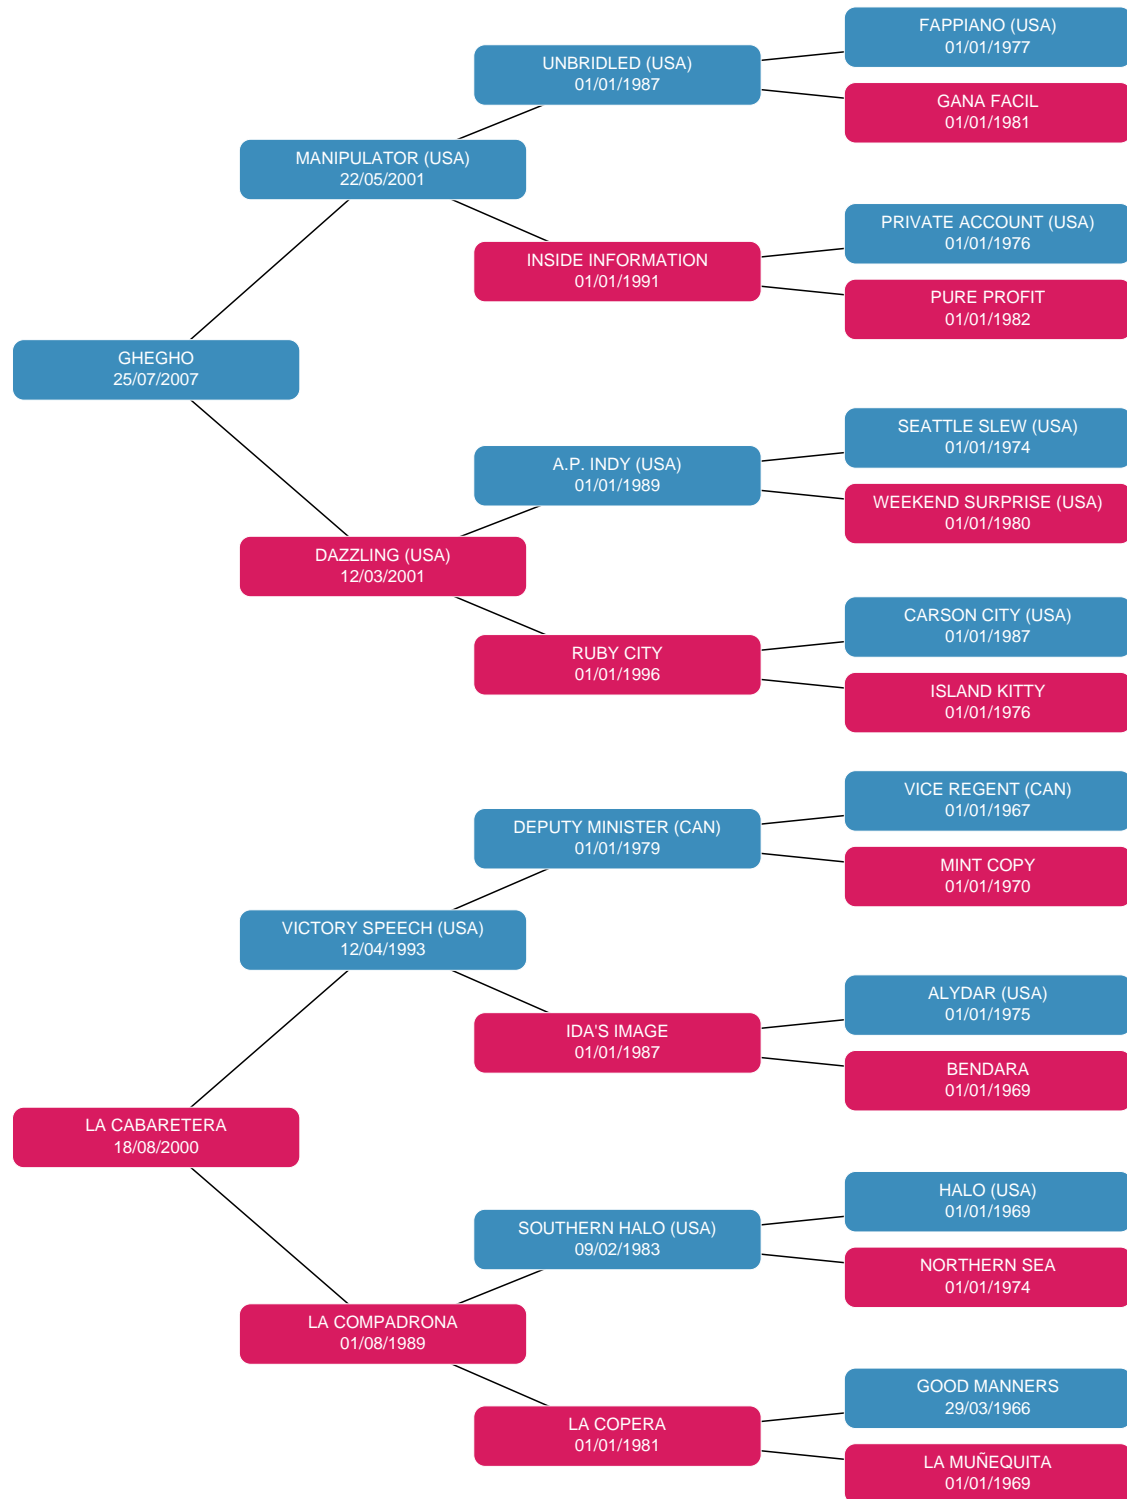 FAPPIANO (USA)
01/01/1977
UNBRIDLED (USA)
01/01/1987
GANA FACIL
01/01/1981
MANIPULATOR (USA)
22/05/2001
PRIVATE ACCOUNT (USA)
01/01/1976
INSIDE INFORMATION
01/01/1991
PURE PROFIT
01/01/1982
GHEGHO
25/07/2007
SEATTLE SLEW (USA)
01/01/1974
A.P. INDY (USA)
01/01/1989
WEEKEND SURPRISE (USA)
01/01/1980
DAZZLING (USA)
12/03/2001
CARSON CITY (USA)
01/01/1987
RUBY CITY
01/01/1996
ISLAND KITTY
01/01/1976
VICE REGENT (CAN)
01/01/1967
DEPUTY MINISTER (CAN)
01/01/1979
MINT COPY
01/01/1970
VICTORY SPEECH (USA)
12/04/1993
ALYDAR (USA)
01/01/1975
IDA'S IMAGE
01/01/1987
BENDARA
01/01/1969
LA CABARETERA
18/08/2000
HALO (USA)
01/01/1969
SOUTHERN HALO (USA)
09/02/1983
NORTHERN SEA
01/01/1974
LA COMPADRONA
01/08/1989
GOOD MANNERS
29/03/1966
LA COPERA
01/01/1981
LA MUÑEQUITA
01/01/1969